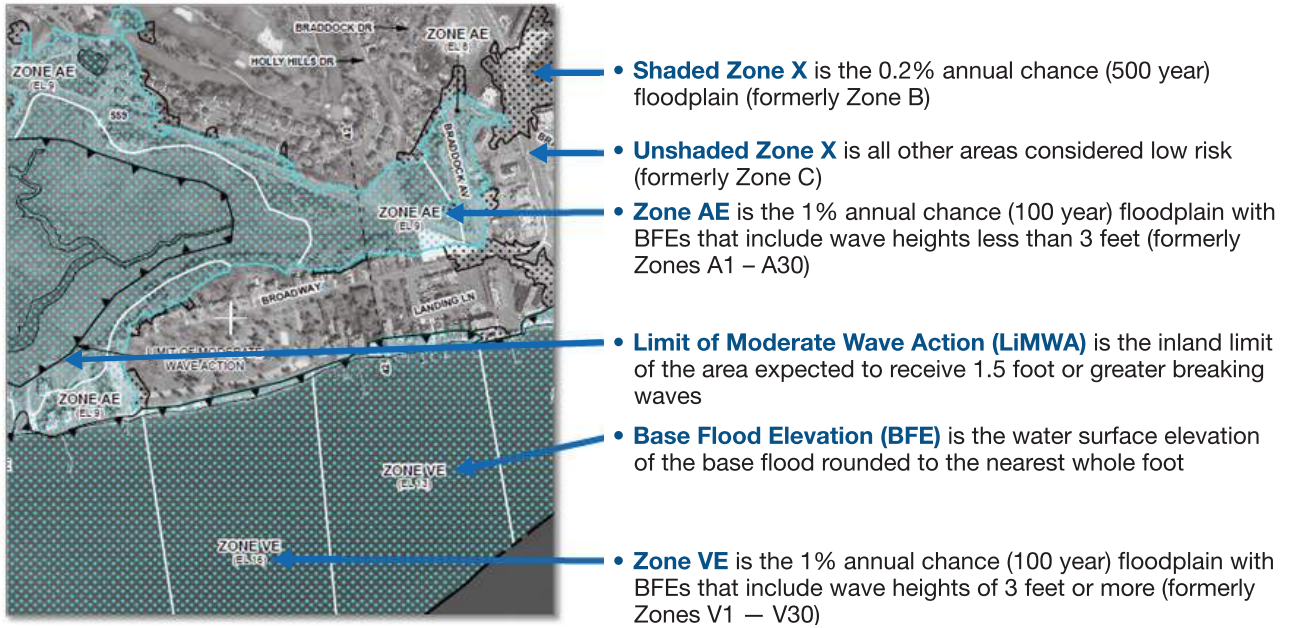 BRADDOCK DR
ZONE AE
(EL 8)
HOLLY HILLS DR
ZONE AE
(EL 9)
559
BRADDOCK AV
ZONE AE
(EL 9)
BROADWAY
LANDING LN
LIMIT OF MODERATE
WAVE ACTION
ZONE AE
(EL 9)
ZONE VE
ZONE VE
• Shaded Zone X is the 0.2% annual chance (500 year)
floodplain (formerly Zone B)
• Unshaded Zone X is all other areas considered low risk
(formerly Zone C)
• Zone AE is the 1% annual chance (100 year) floodplain with
BFEs that include wave heights less than 3 feet (formerly
Zones A1 – A30)
• Limit of Moderate Wave Action (LiMWA) is the inland limit
of the area expected to receive 1.5 foot or greater breaking
waves
• Base Flood Elevation (BFE) is the water surface elevation
of the base flood rounded to the nearest whole foot
• Zone VE is the 1% annual chance (100 year) floodplain with
BFEs that include wave heights of 3 feet or more (formerly
Zones V1 — V30)